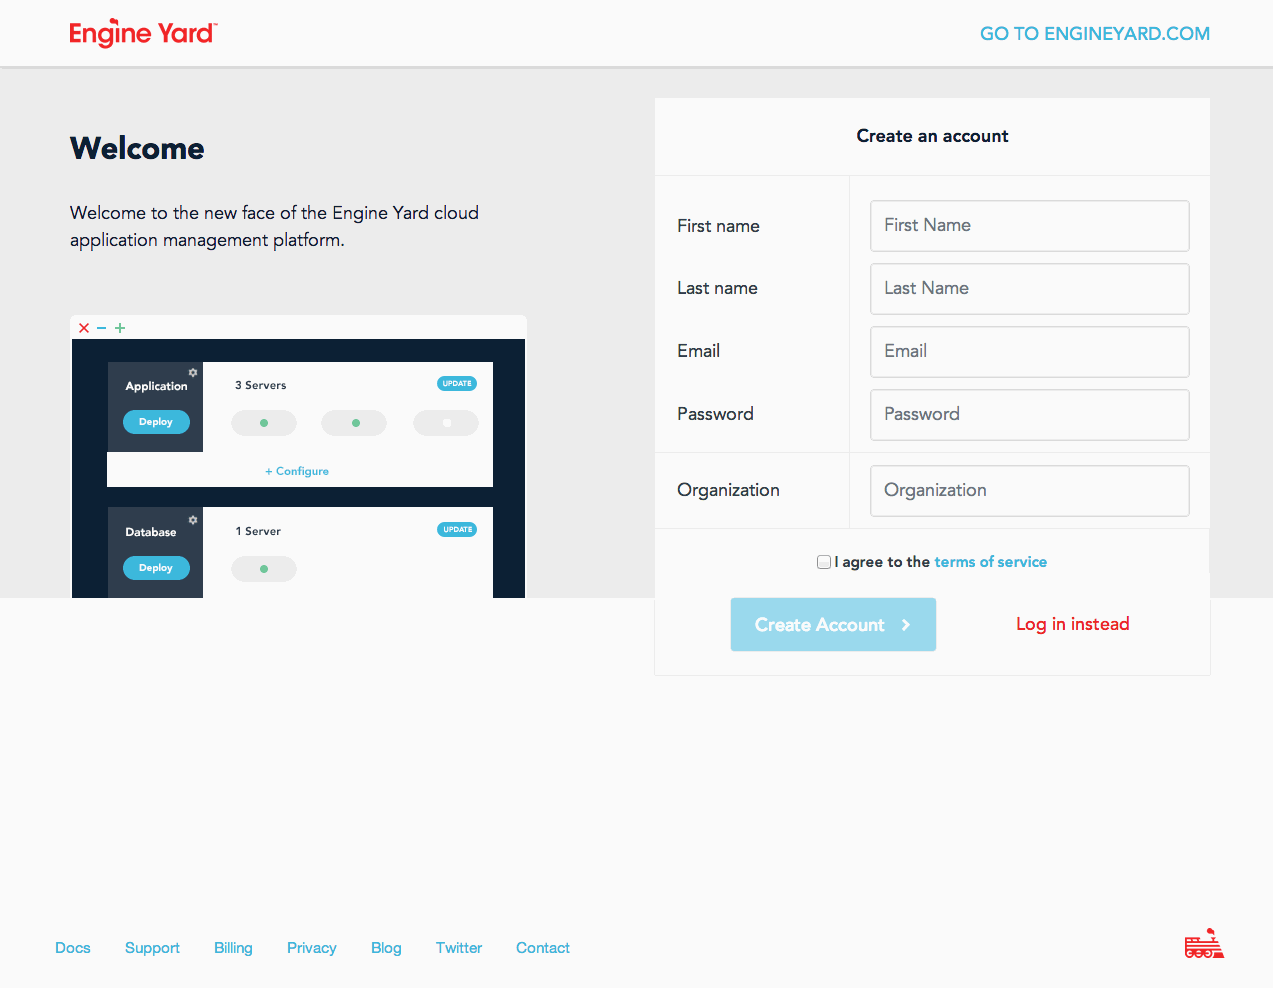 Engine Yard™
GO TO ENGINEYARD.COM
Welcome
Welcome to the new face of the Engine Yard cloud
application management platform.
Application
Deploy
3 Servers
UPDATE
+ Configure
Database
Deploy
1 Server
UPDATE
Create an account
First name
First Name
Last name
Last Name
Email
Email
Password
Password
Organization
Organization
I agree to the terms of service
Create Account
Log in instead
Docs Support Billing Privacy Blog Twitter Contact